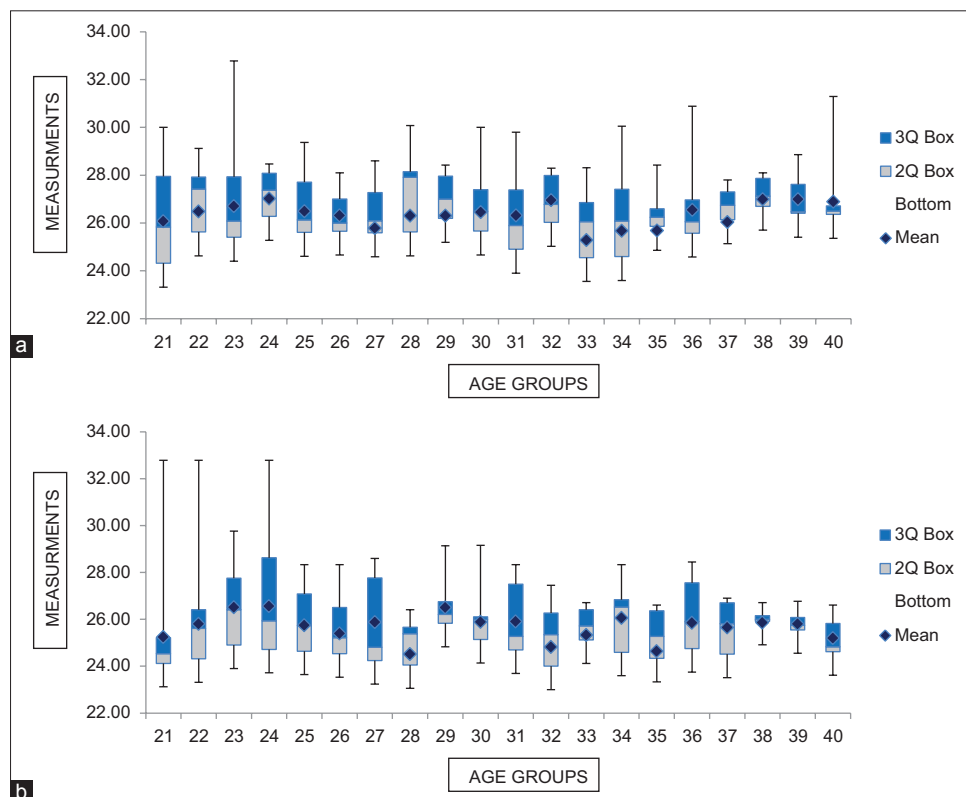 34.00
32.00
30.00
28.00
26.00
24.00
22.00
MEASURMENTS
21 22 23 24 25 26 27 28 29 30 31 32 33 34 35 36 37 38 39 40
AGE GROUPS
3Q Box
2Q Box
Bottom
Mean
a
34.00
32.00
30.00
28.00
26.00
24.00
22.00
MEASURMENTS
21 22 23 24 25 26 27 28 29 30 31 32 33 34 35 36 37 38 39 40
AGE GROUPS
3Q Box
2Q Box
Bottom
Mean
b